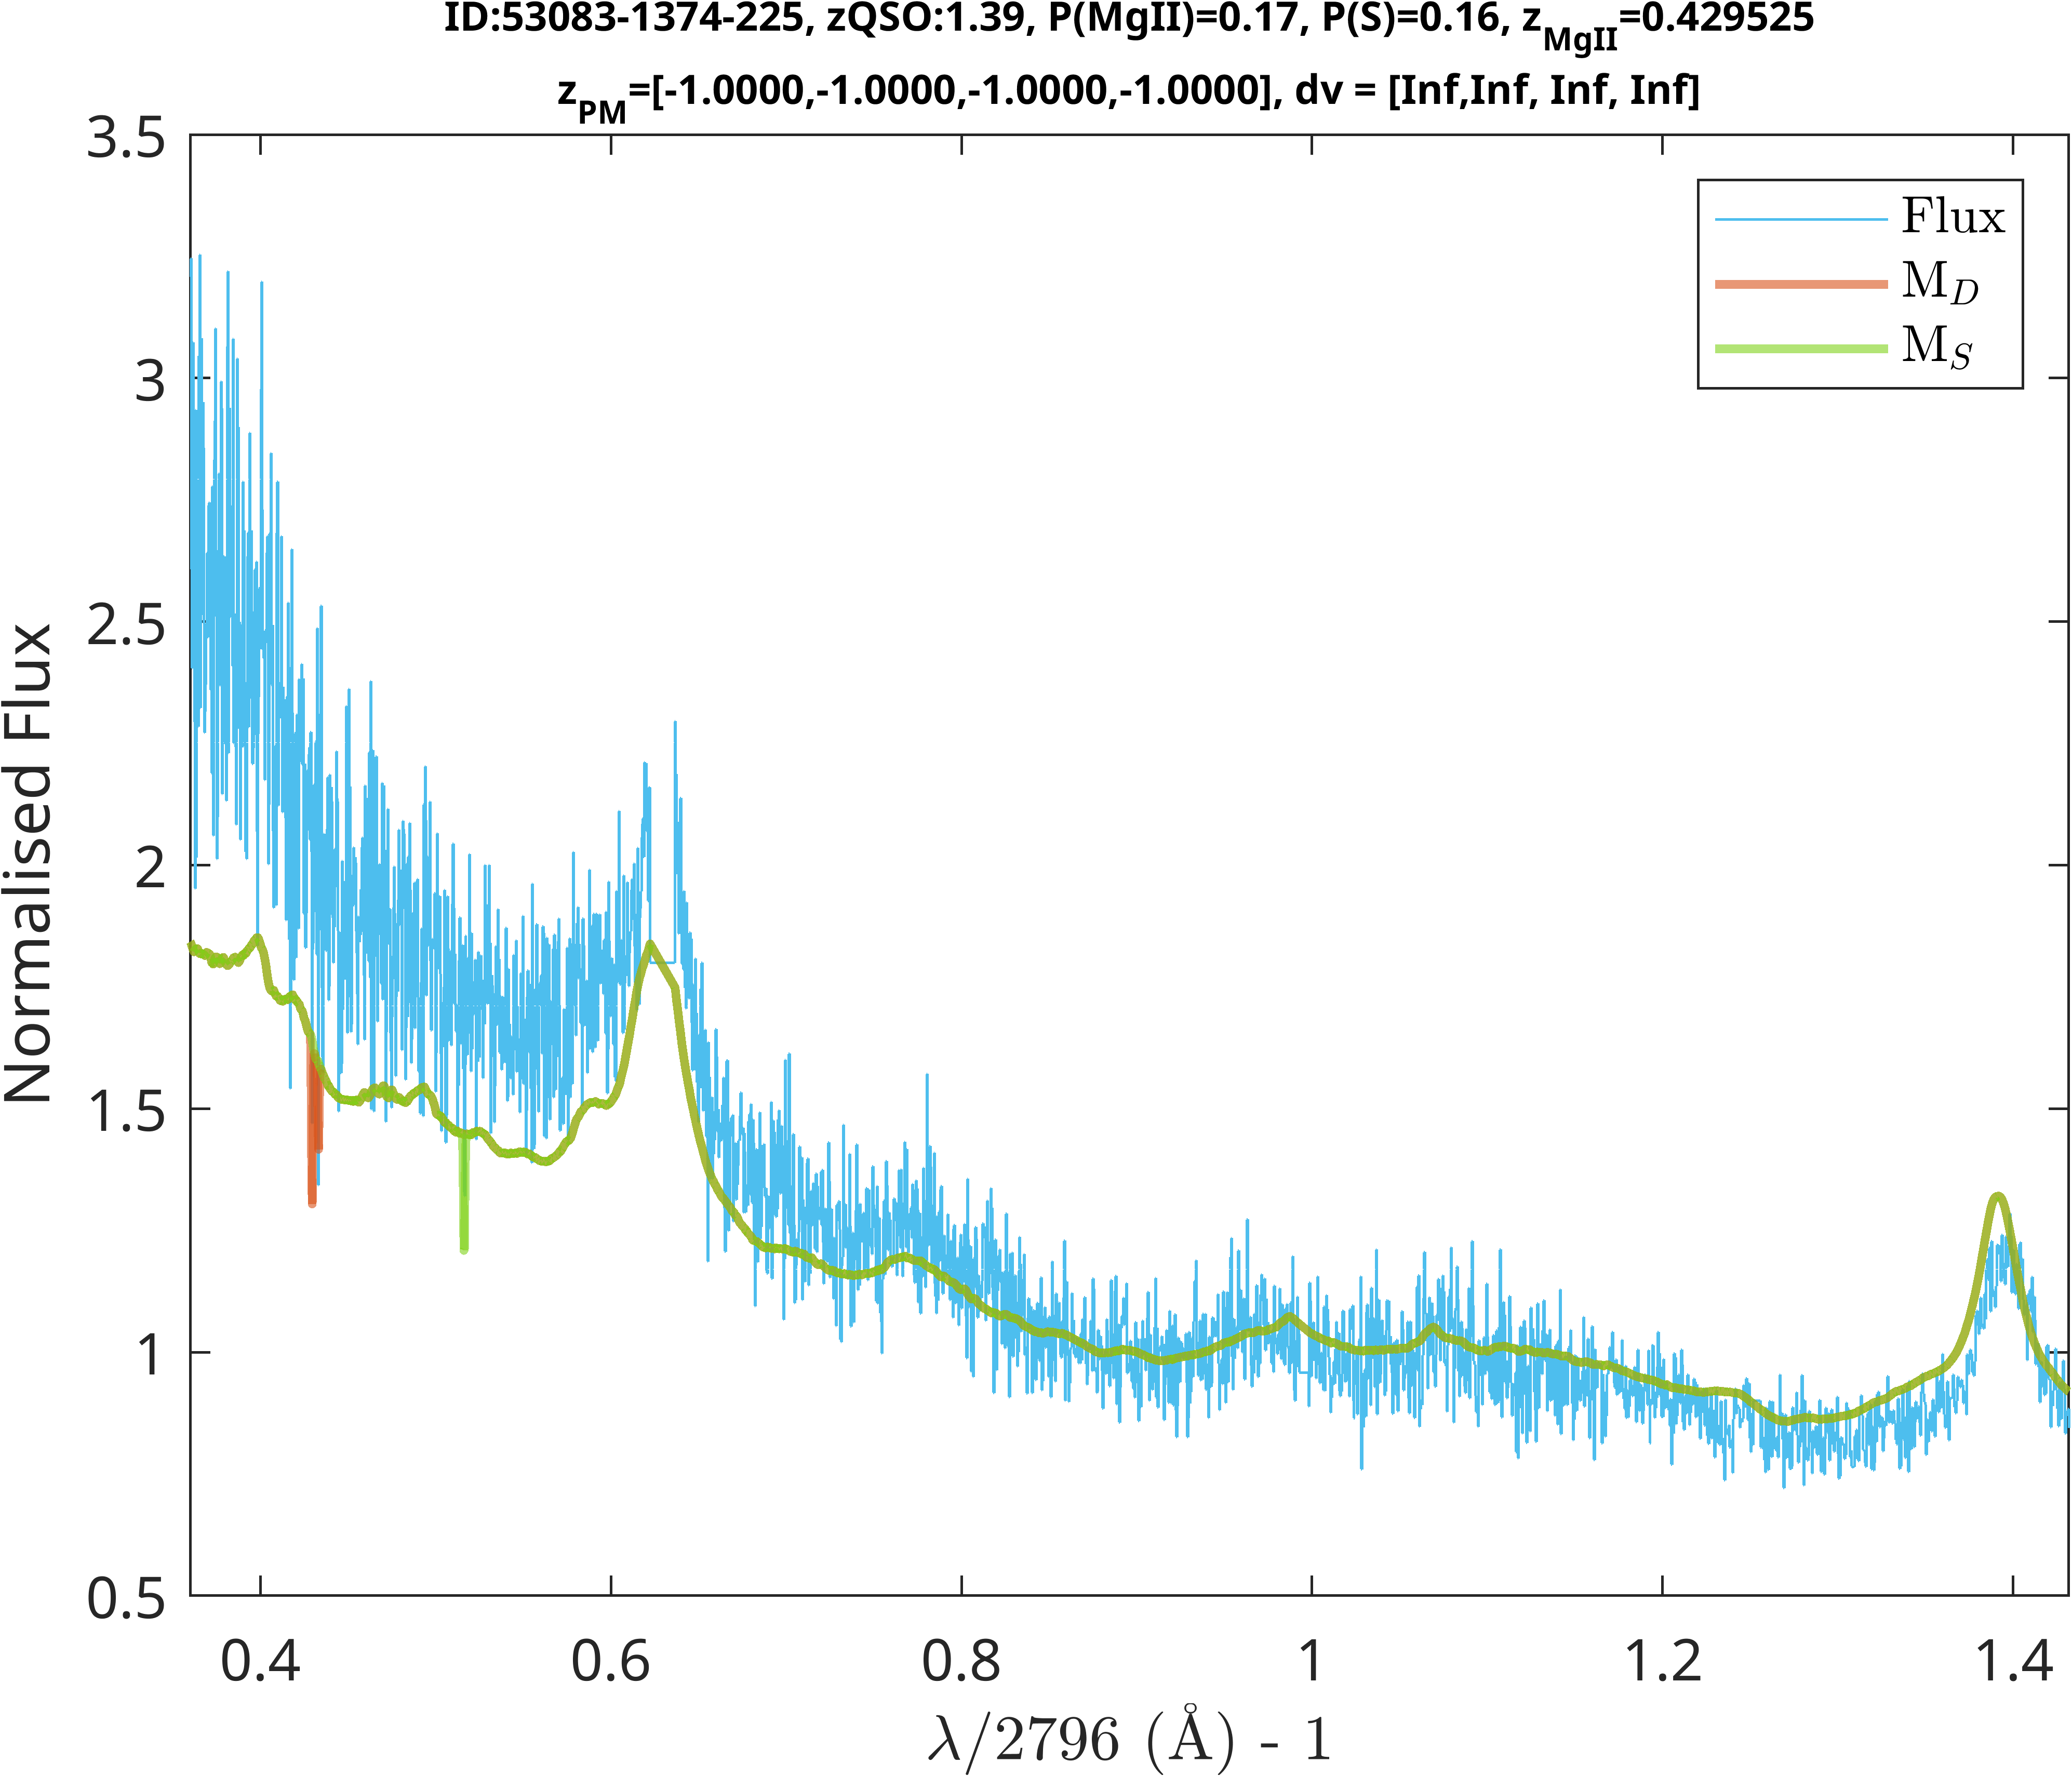 ID:53083-1374-225, zQSO:1.39, P(MgII)=0.17, P(S)=0.16, zMgII=0.429525
zPM=[-1.0000,-1.0000,-1.0000,-1.0000], dv = [Inf,Inf, Inf, Inf]
3.5
3
2.5
2
1.5
1
0.5
Normalised Flux
Flux
MD
MS
0.4 0.6 0.8 1 1.2 1.4
λ/2796 (Å) - 1